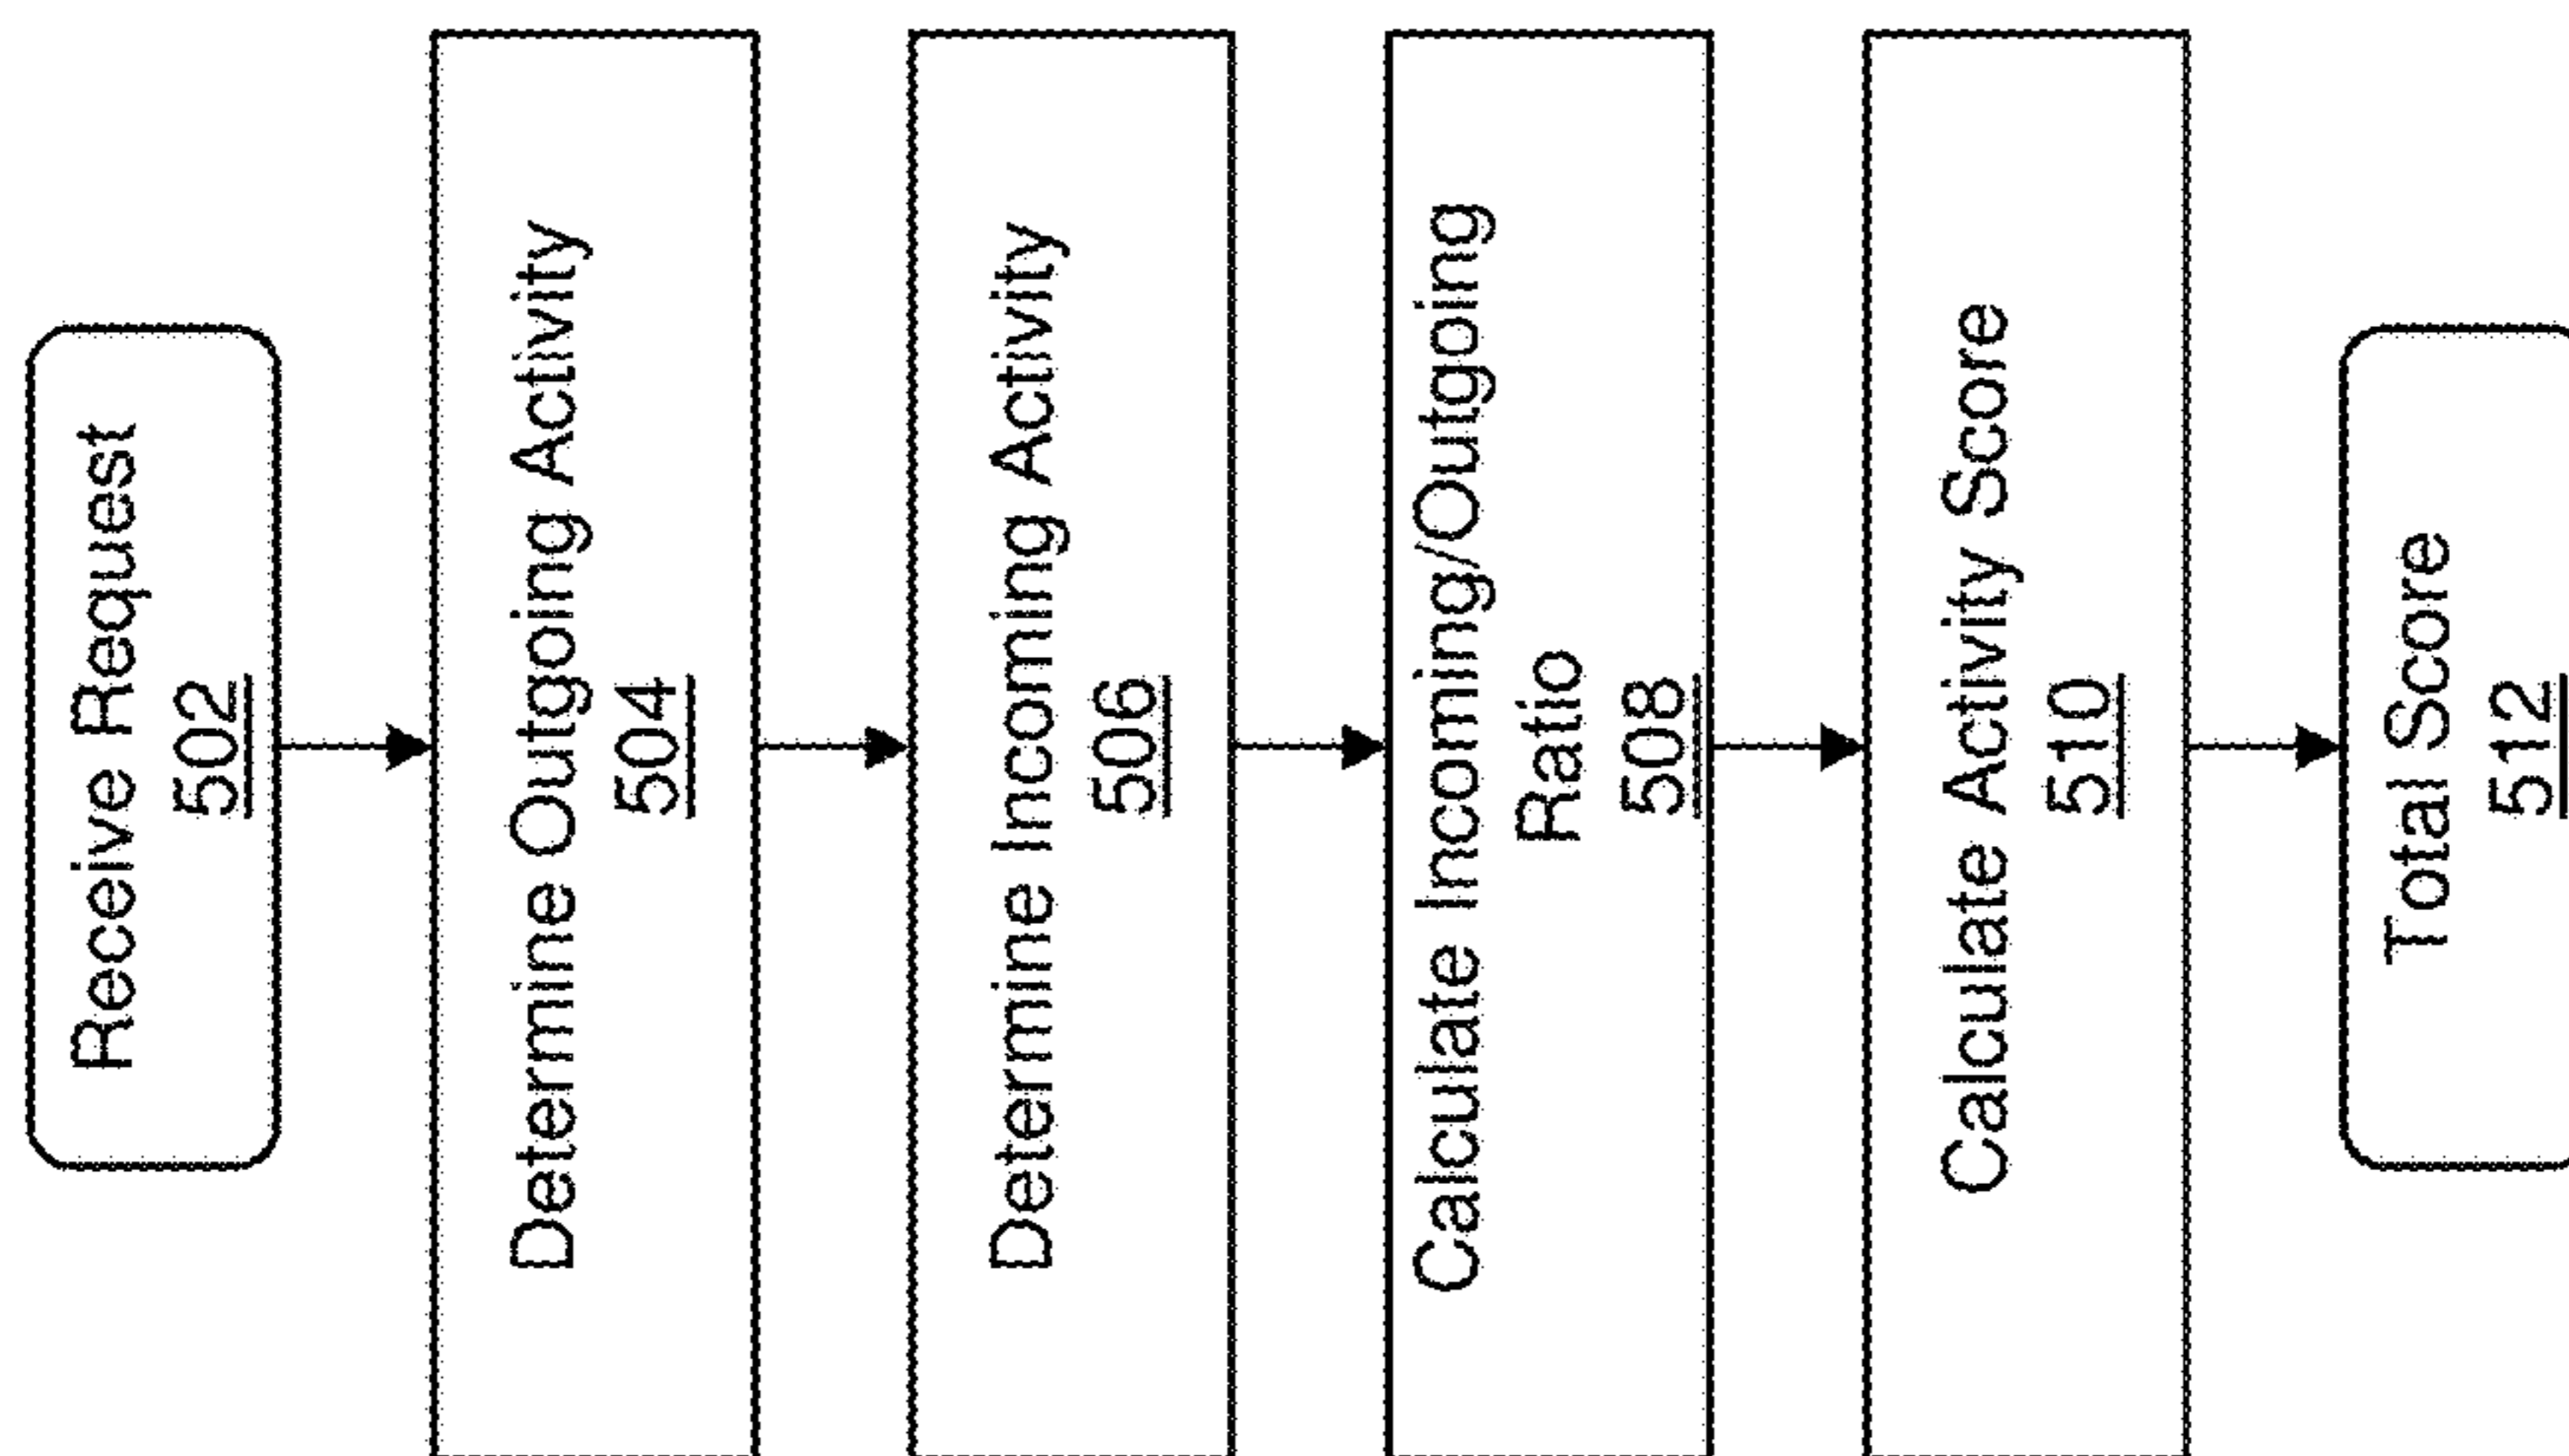 Receive Request
502
Determine Outgoing Activity
504
Determine Incoming Activity
506
Calculate Incoming/Outgoing
Ratio
508
Calculate Activity Score
510
Total Score
512